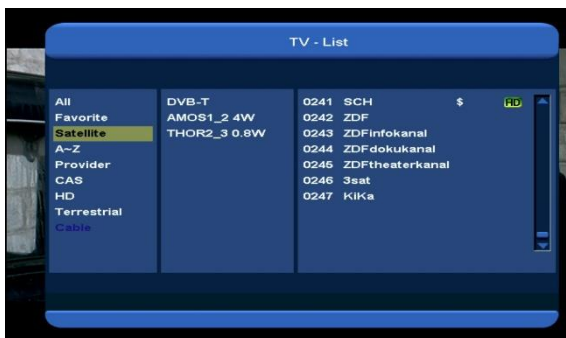 TV - List
All
Favorite
Satellite
A~Z
Provider
CAS
HD
Terrestrial
Cable
DVB-T
AMOS1_2 4W
THOR2_3 0.8W
0241 SCH $ HD
0242 ZDF
0243 ZDFinfokanal
0244 ZDFdokukanal
0245 ZDFtheaterkanal
0246 3sat
0247 KiKa